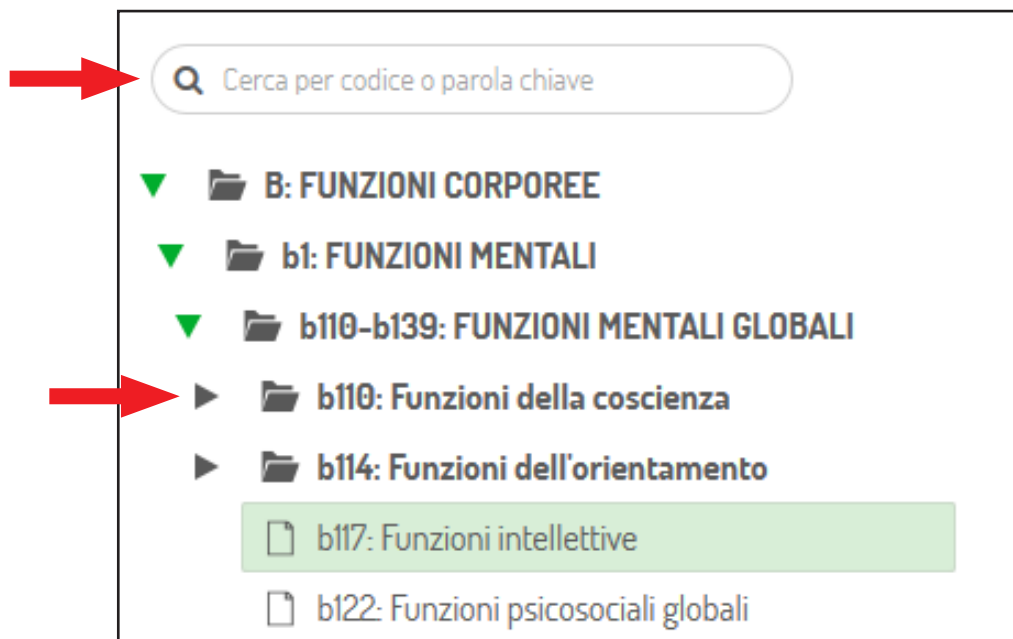 Cerca per codice o parola chiave
B: FUNZIONI CORPOREE
b1: FUNZIONI MENTALI
b110-b139: FUNZIONI MENTALI GLOBALI
b110: Funzioni della coscienza
b114: Funzioni dell'orientamento
b117: Funzioni intellettive
b122: Funzioni psicosociali globali